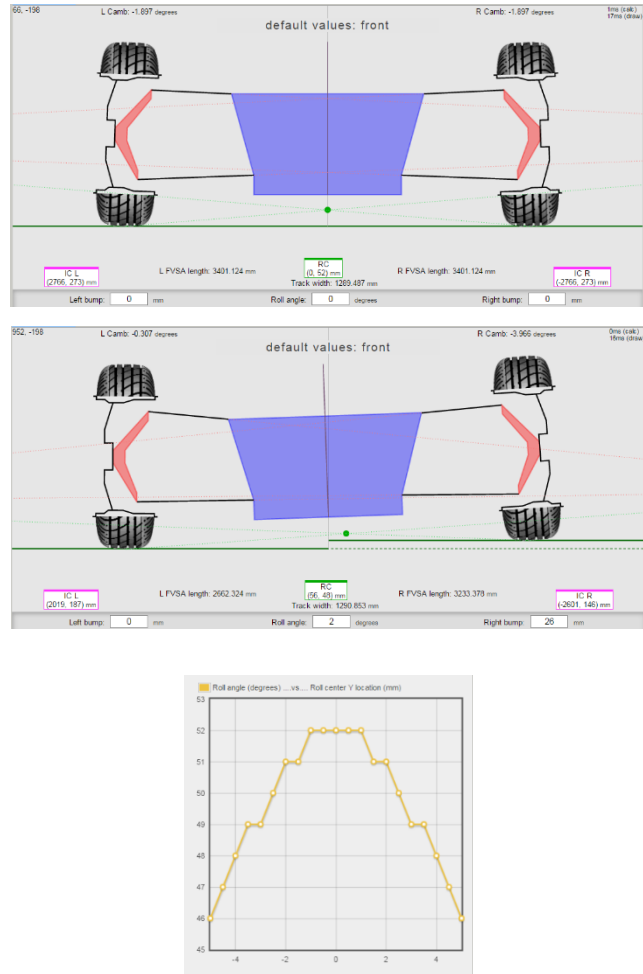 66, -198 L Camb: -1.897 degrees R Camb: -1.897 degrees 1ms (calc)
17ms (draw)
default values: front
IC L
(2766, 273) mm
L FVSA length: 3401.124 mm
RC
(0, 52) mm
R FVSA length: 3401.124 mm
IC R
(-2766, 273) mm
Track width: 1289.487 mm
Left bump: 0 mm Roll angle: 0 degrees Right bump: 0 mm
952, -198 L Camb: -0.307 degrees R Camb: -3.966 degrees 0ms (calc)
16ms (draw)
default values: front
IC L
(2019, 187) mm
L FVSA length: 2662.324 mm
RC
(56, 48) mm
R FVSA length: 3233.378 mm
IC R
(-2601, 146) mm
Track width: 1290.853 mm
Left bump: 0 mm Roll angle: 2 degrees Right bump: 26 mm
Roll angle (degrees) ....vs.... Roll center Y location (mm)
53
52
51
50
49
48
47
46
45
-4 -2 0 2 4